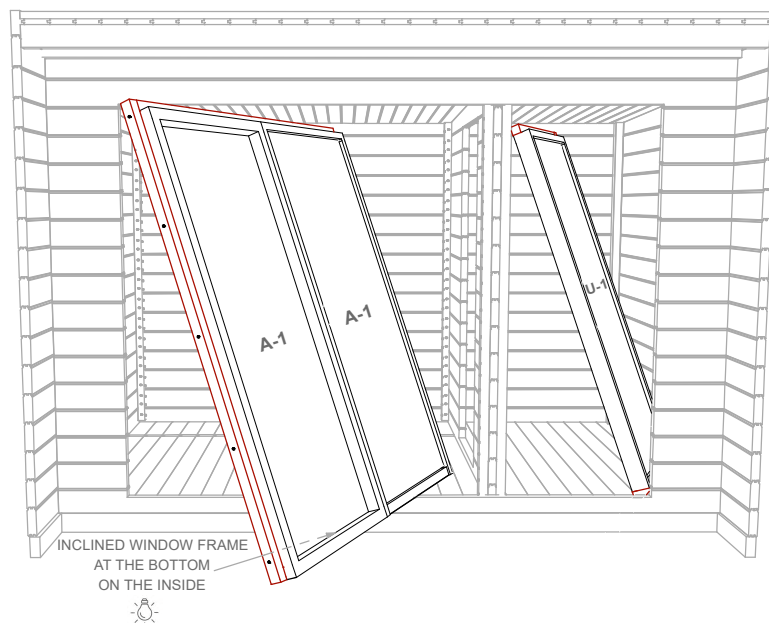 U-1
A-1
A-1
INCLINED WINDOW FRAME
AT THE BOTTOM
ON THE INSIDE